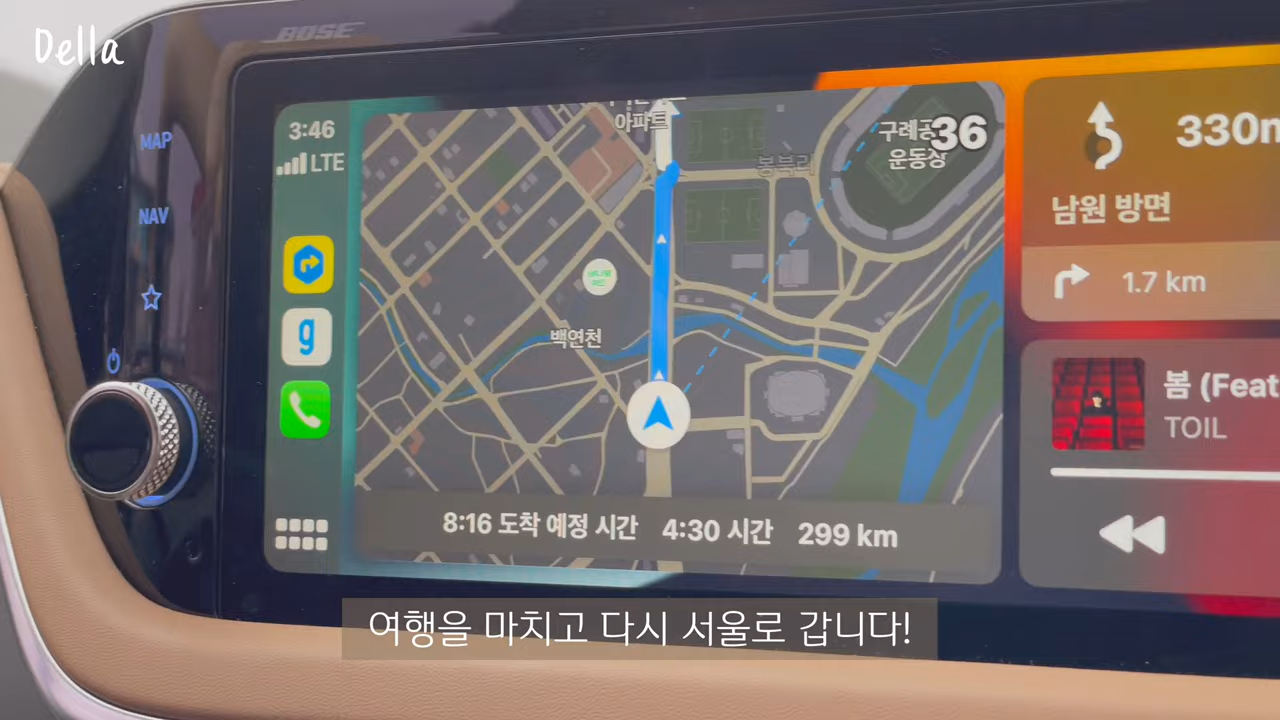 Della
BOSE
MAP
NAV
3:46
LTE
g
아파트
봉북리
구례공
운동장
36
백연천
8:16 도착 예정 시간 4:30 시간 299 km
330m
남원 방면
1.7 km
봄 (Feat
TOIL
여행을 마치고 다시 서울로 갑니다!